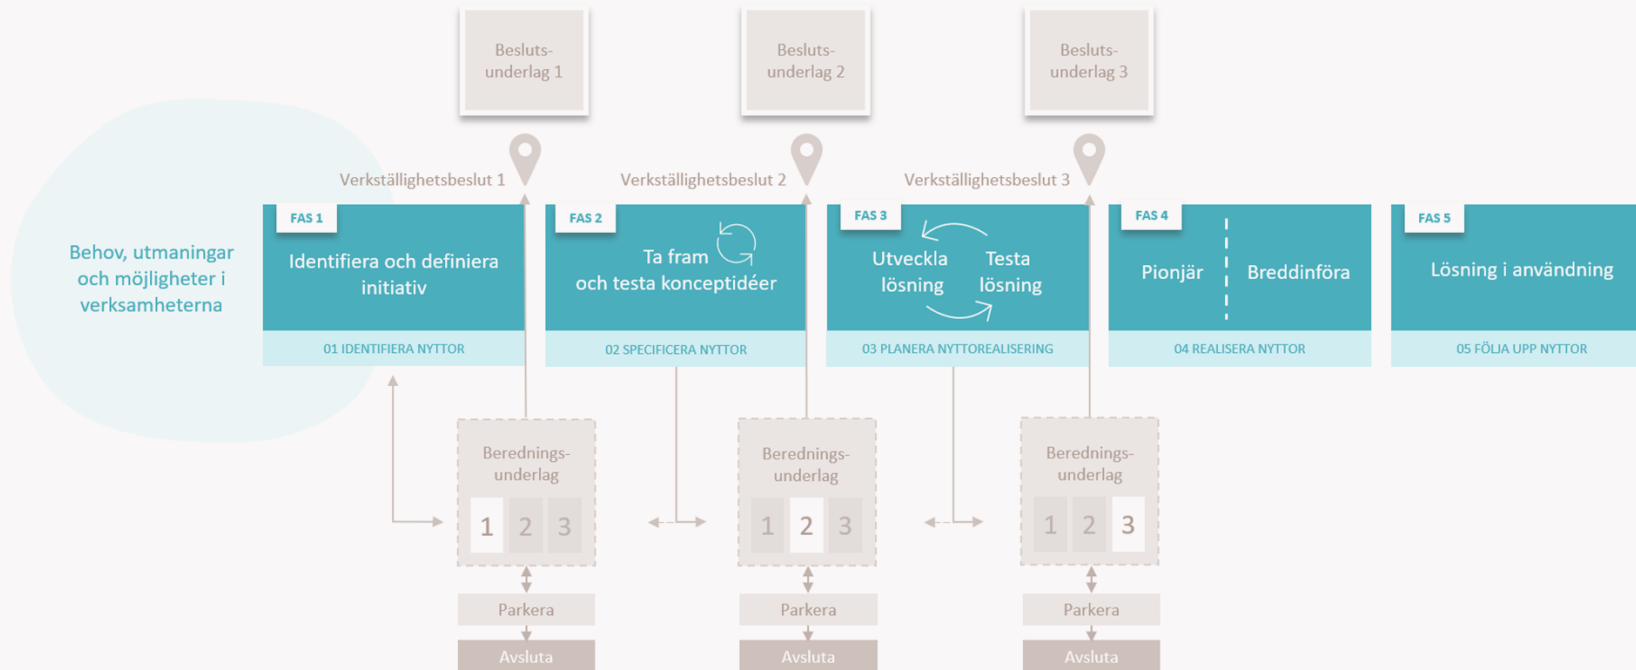 Besluts-
underlag 1
Besluts-
underlag 2
Besluts-
underlag 3
Verkställighetsbeslut 1
Verkställighetsbeslut 2
Verkställighetsbeslut 3
Behov, utmaningar
och möjligheter i
verksamheterna
FAS 1
Identifiera och definiera
initiativ
01 IDENTIFIERA NYTTOR
FAS 2
Ta fram
och testa konceptidéer
02 SPECIFICERA NYTTOR
FAS 3
Utveckla
lösning
Testa
lösning
03 PLANERA NYTTOREALISERING
FAS 4
Pionjär
Breddinföra
04 REALISERA NYTTOR
FAS 5
Lösning i användning
05 FÖLJA UPP NYTTOR
Berednings-
underlag
1 2 3
Parkera
Avsluta
Berednings-
underlag
1 2 3
Parkera
Avsluta
Berednings-
underlag
1 2 3
Parkera
Avsluta